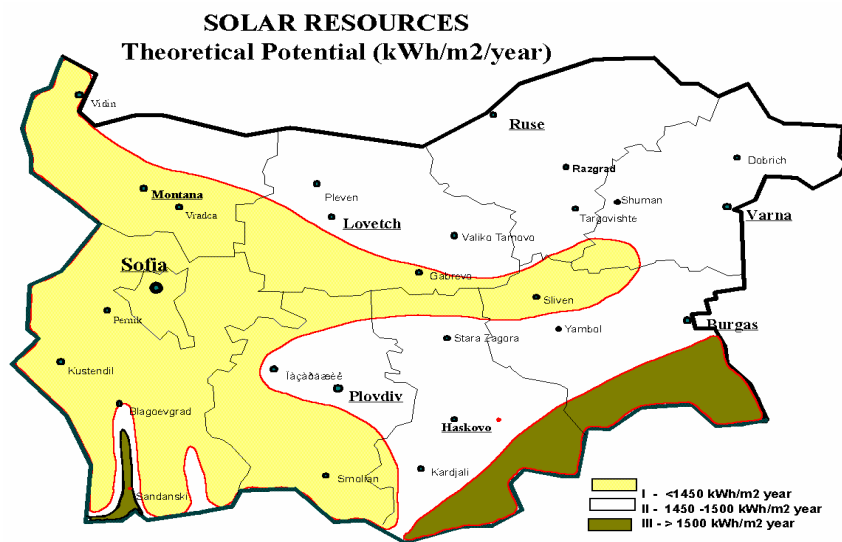 SOLAR RESOURCES
Theoretical Potential (kWh/m2/year)
Vidin
Ruse
Razgrad
Dobrich
Montana
Pleven
Vradca
Lovetch
Shuman
Targovishte
Varna
Valiko Tarnovo
Sofia
Gabrevo
Sliven
Pernik
Burgas
Yambol
Stara Zagora
Kustendil
Ïàçàðäæèê
Plovdiv
Blagoevgrad
Haskovo
Kardjali
Smolian
Sandanski
I - <1450 kWh/m2 year
II - 1450 -1500 kWh/m2 year
III - > 1500 kWh/m2 year